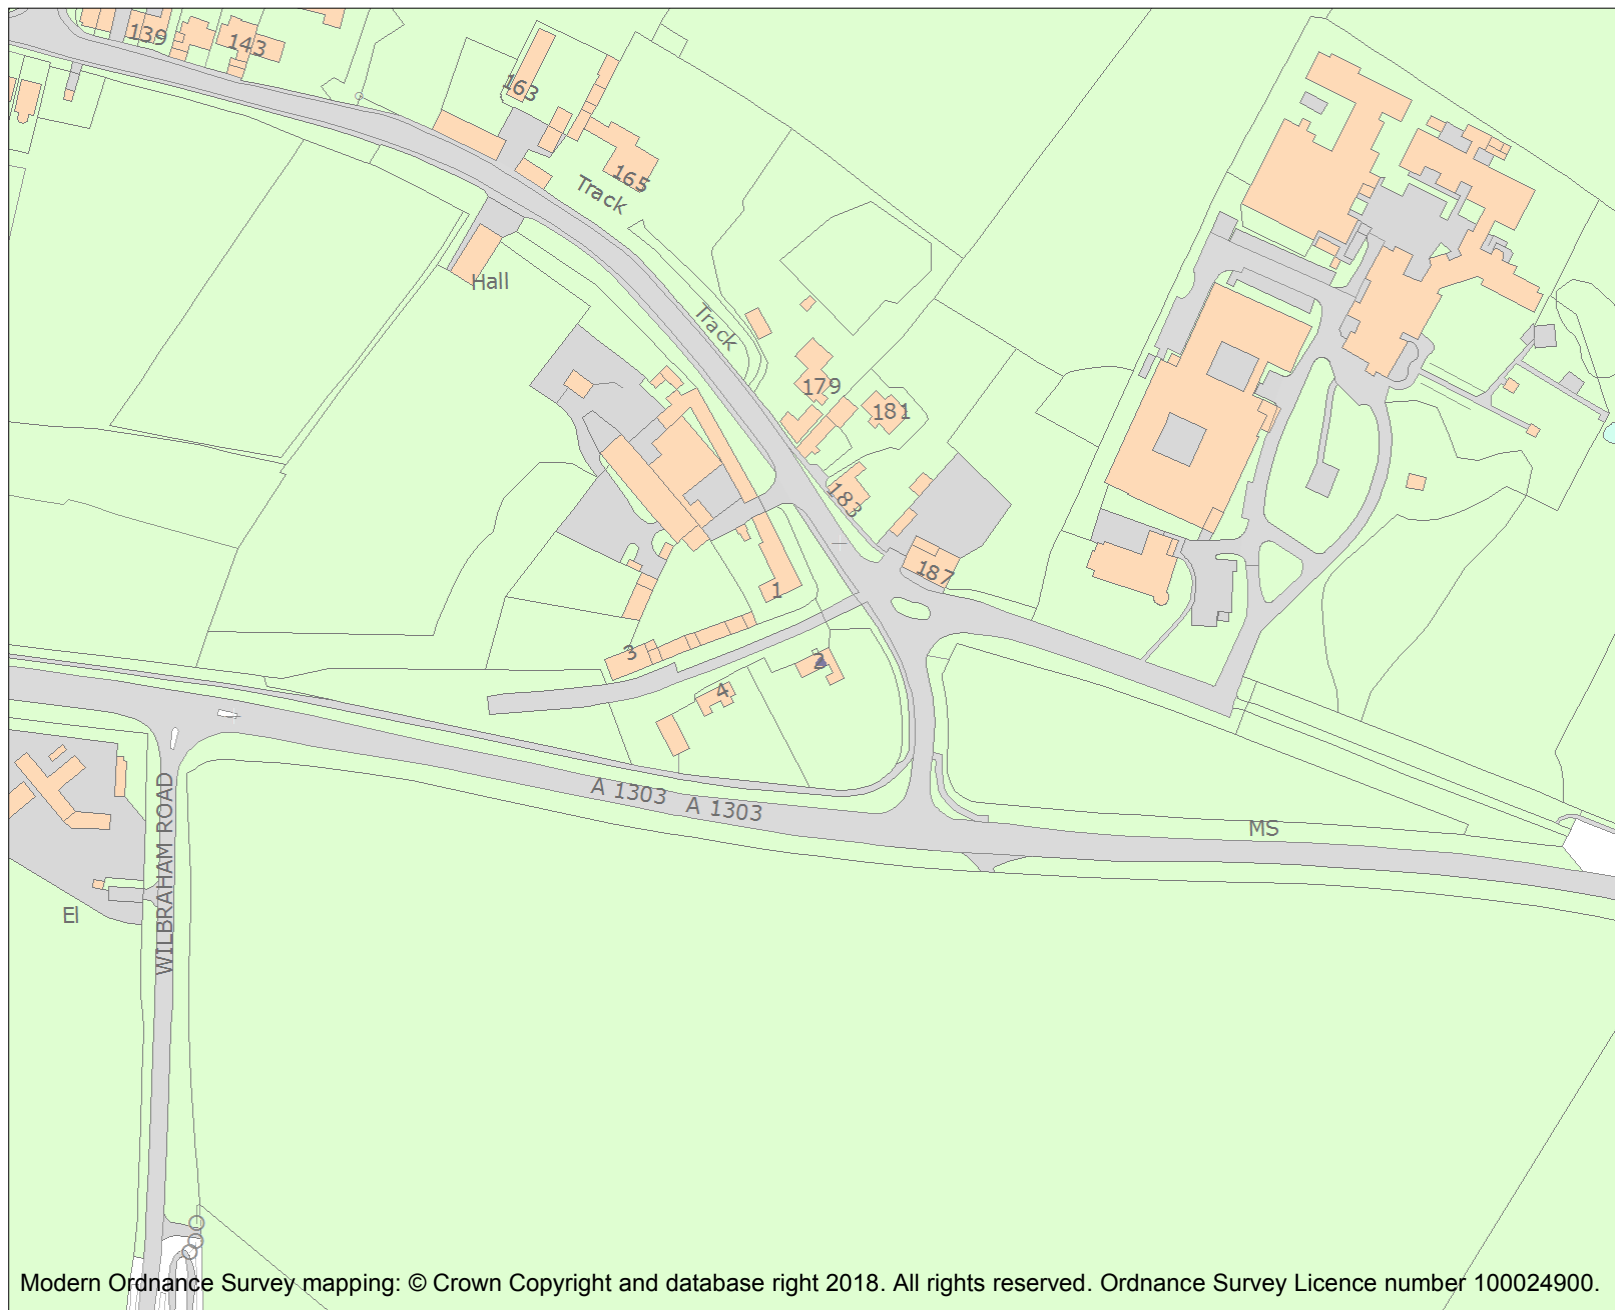 139
143
163
165
Track
Hall
Track
179
181
183
187
1
3
2
4
A 1303 A 1303
MS
WILBRAHAM ROAD
El
Modern Ordnance Survey mapping: © Crown Copyright and database right 2018. All rights reserved. Ordnance Survey Licence number 100024900.